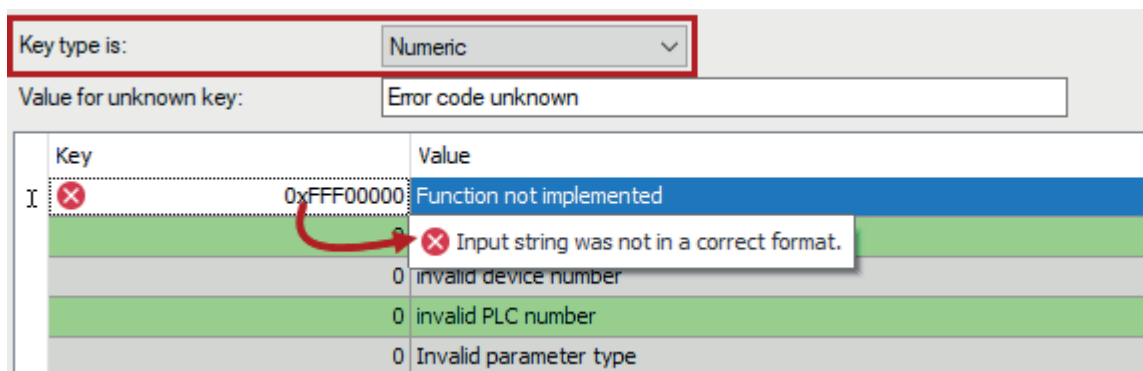 Key type is: Numeric
Value for unknown key: Error code unknown
Key Value
0xFFF00000 Function not implemented
Input string was not in a correct format.
0 invalid device number
0 invalid PLC number
0 Invalid parameter type